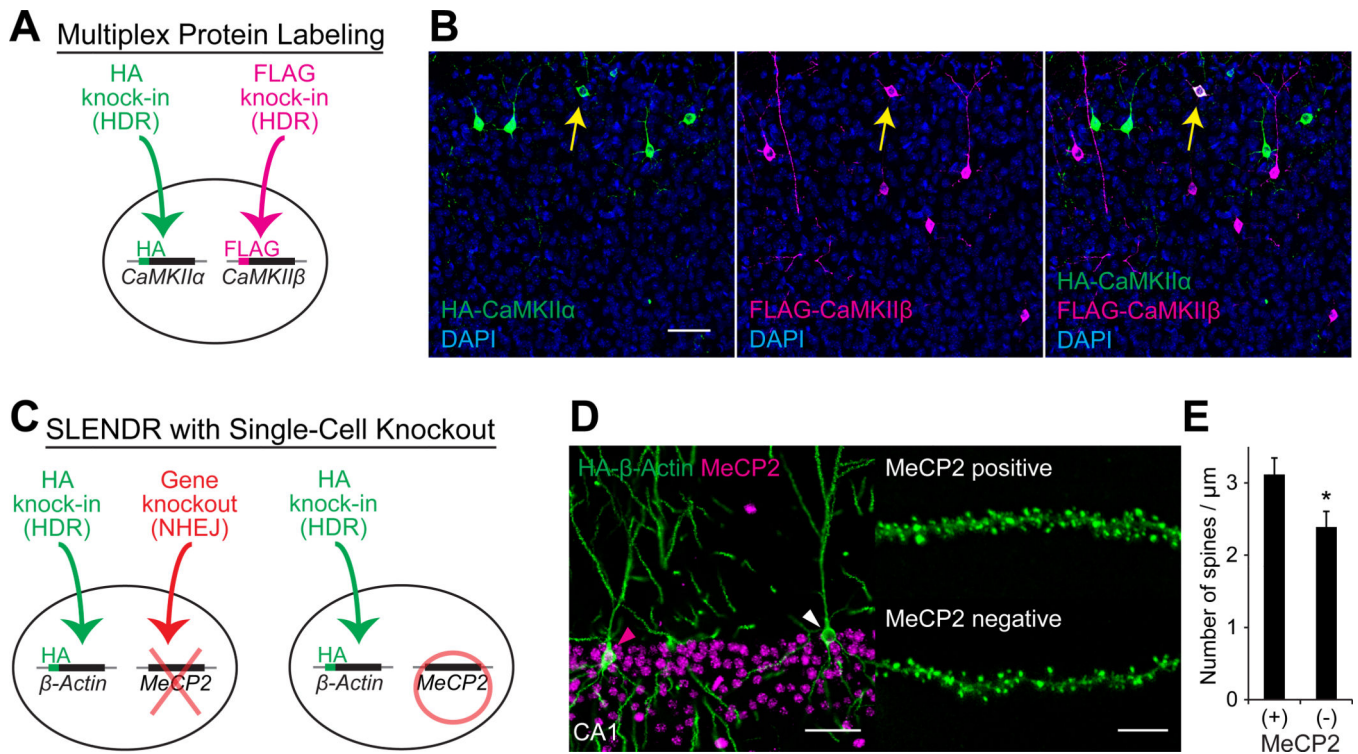 A
Multiplex Protein Labeling
HA
knock-in
(HDR)
FLAG
knock-in
(HDR)
HA
CaMKIIα
FLAG
CaMKIIβ
B
HA-CaMKIIα
DAPI
FLAG-CaMKIIβ
DAPI
HA-CaMKIIα
FLAG-CaMKIIβ
DAPI
C
SLENDR with Single-Cell Knockout
HA
knock-in
(HDR)
Gene
knockout
(NHEJ)
HA
β-Actin
MeCP2
HA
knock-in
(HDR)
HA
β-Actin
MeCP2
D
HA-β-Actin MeCP2
CA1
MeCP2 positive
MeCP2 negative
E
Number of spines / μm
3
2
1
0
(+) (-)
MeCP2
*